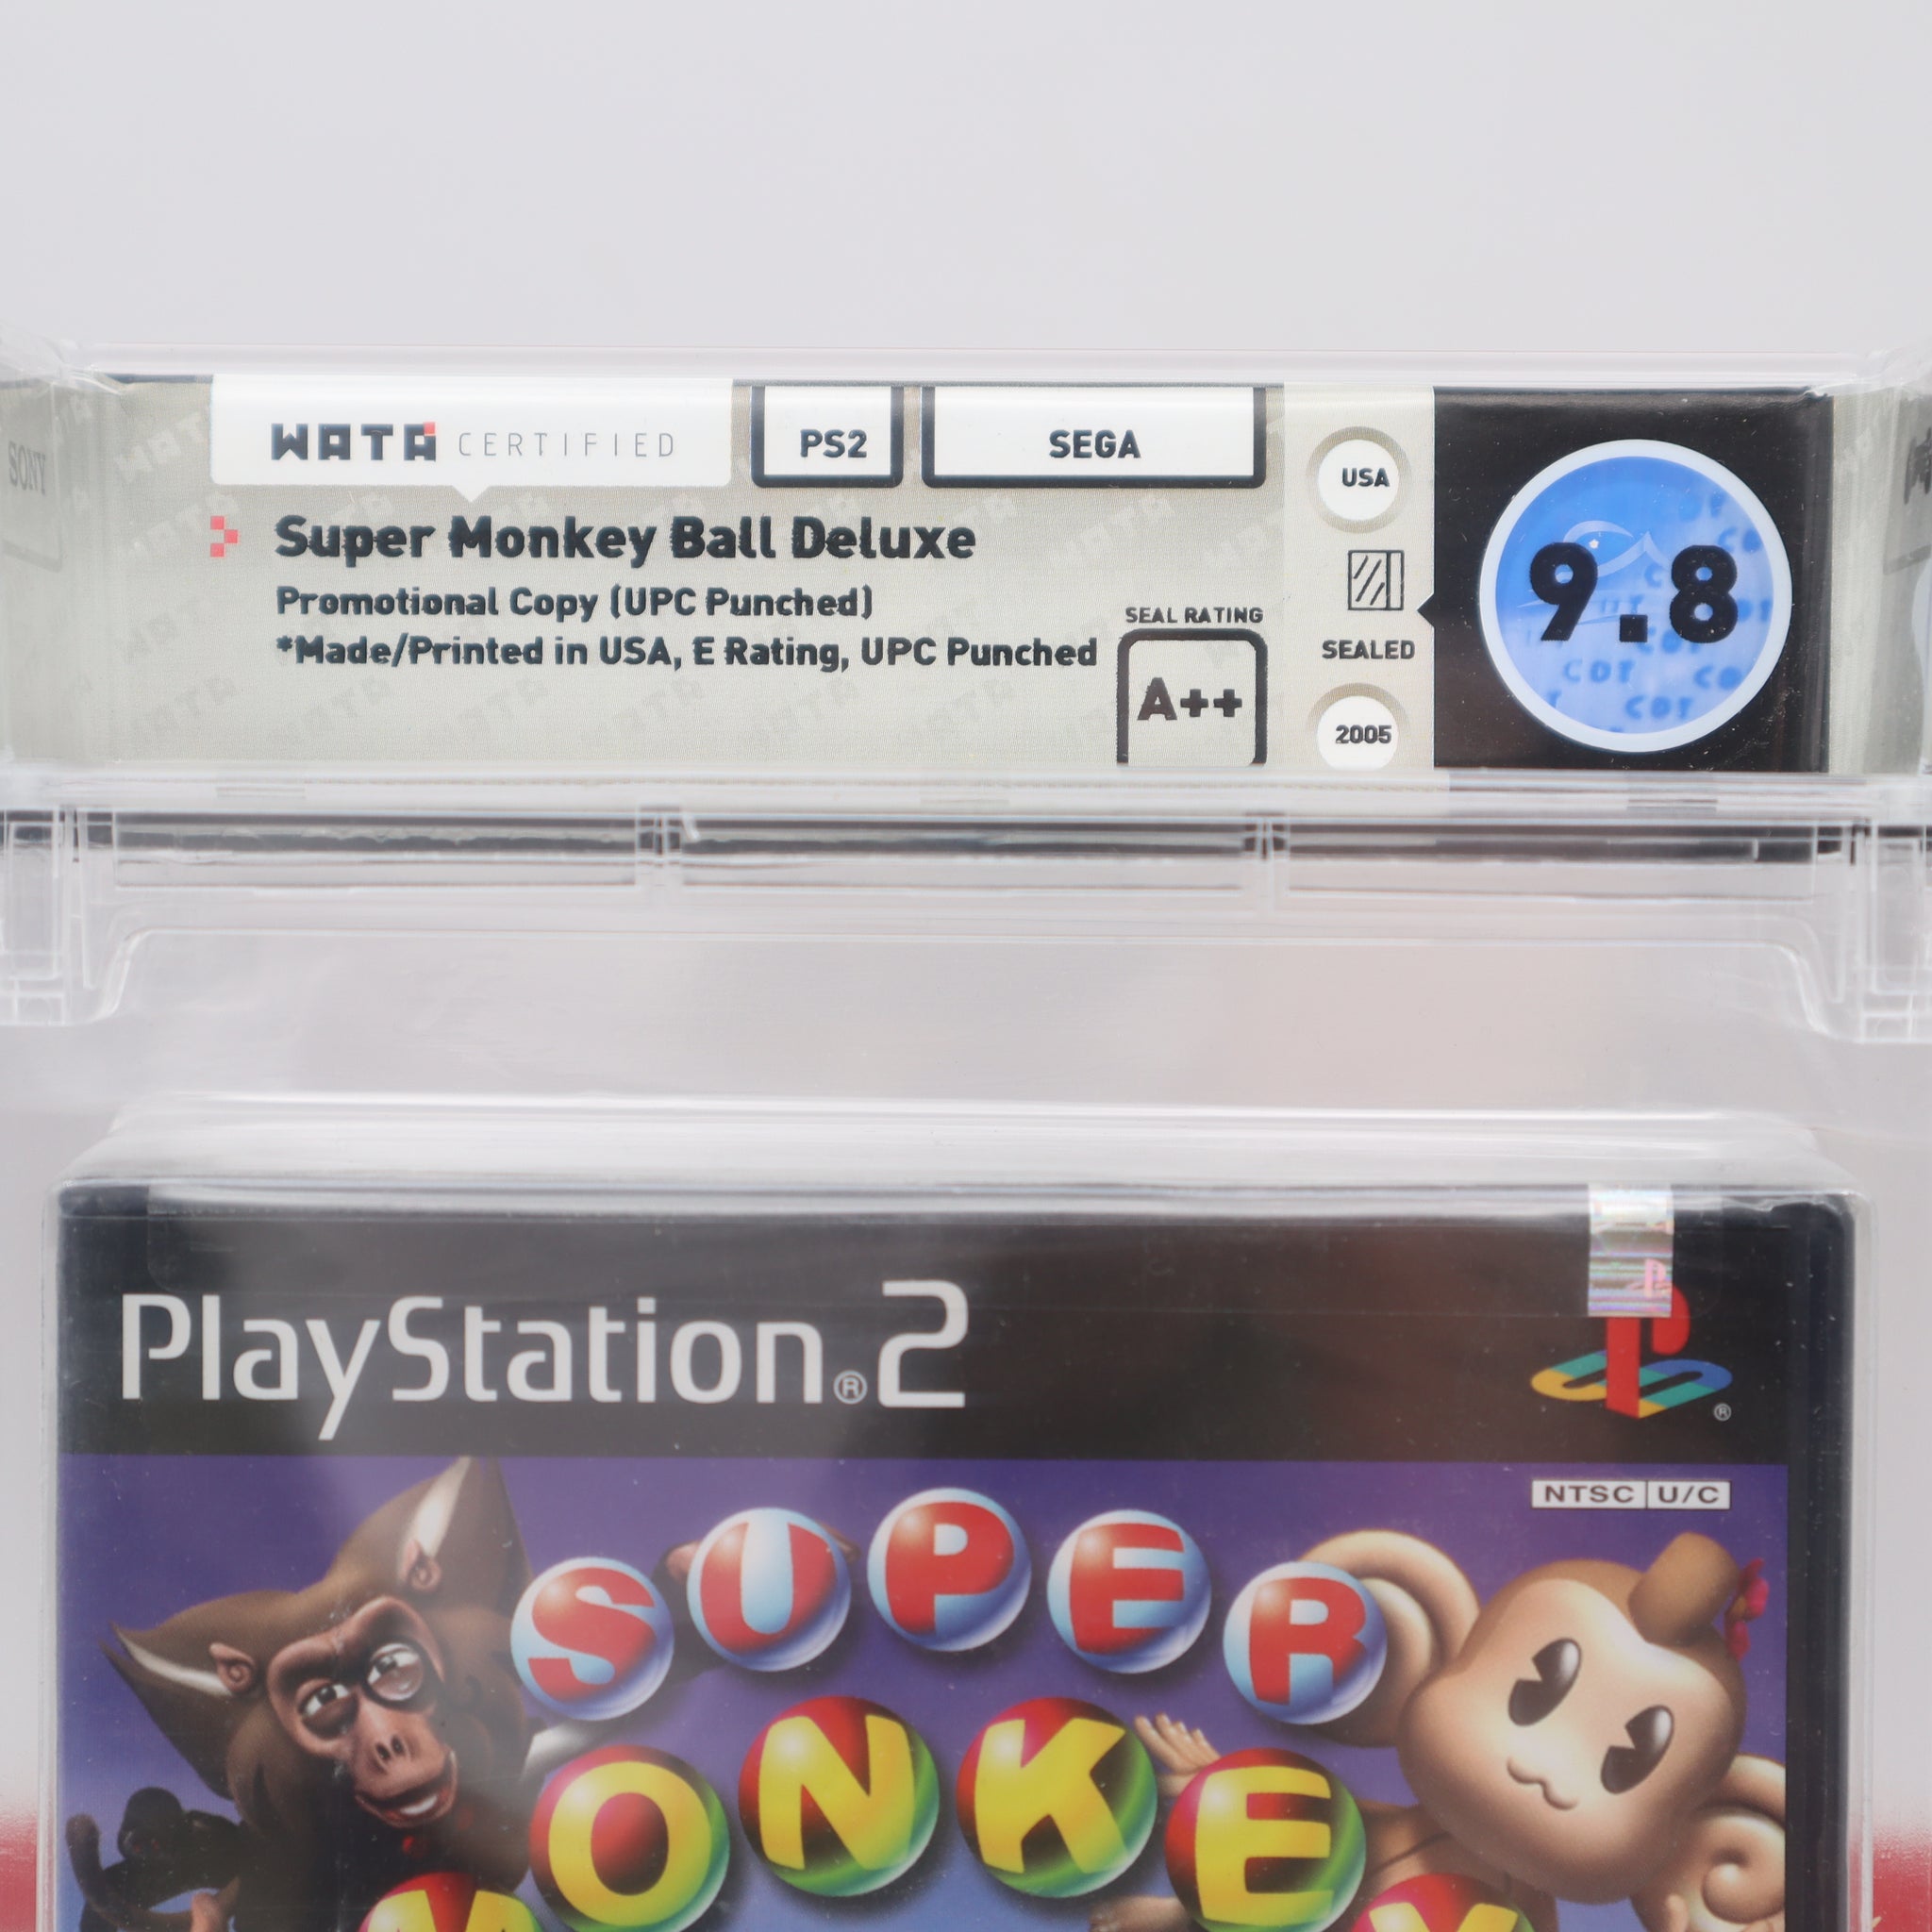 SONY
WATA CERTIFIED
PS2
SEGA
USA
Super Monkey Ball Deluxe
Promotional Copy (UPC Punched)
*Made/Printed in USA, E Rating, UPC Punched
SEAL RATING
A++
SEALED
2005
9.8
PlayStation®2
NTSC U/C
SUPER
MONKEY